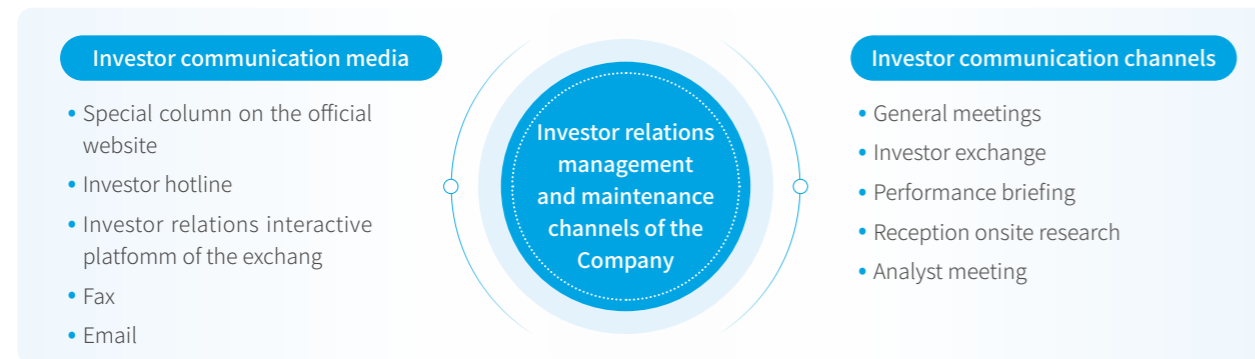 Investor communication media
• Special column on the official
website
• Investor hotline
• Investor relations interactive
platfomm of the exchang
• Fax
• Email
Investor relations
management
and maintenance
channels of the
Company
Investor communication channels
• General meetings
• Investor exchange
• Performance briefing
• Reception onsite research
• Analyst meeting